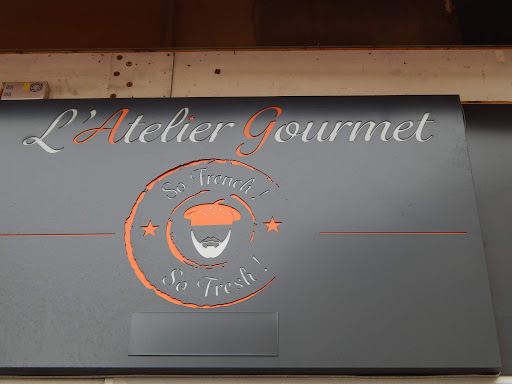 L'Atelier Gourmet
So French !
So Fresh !